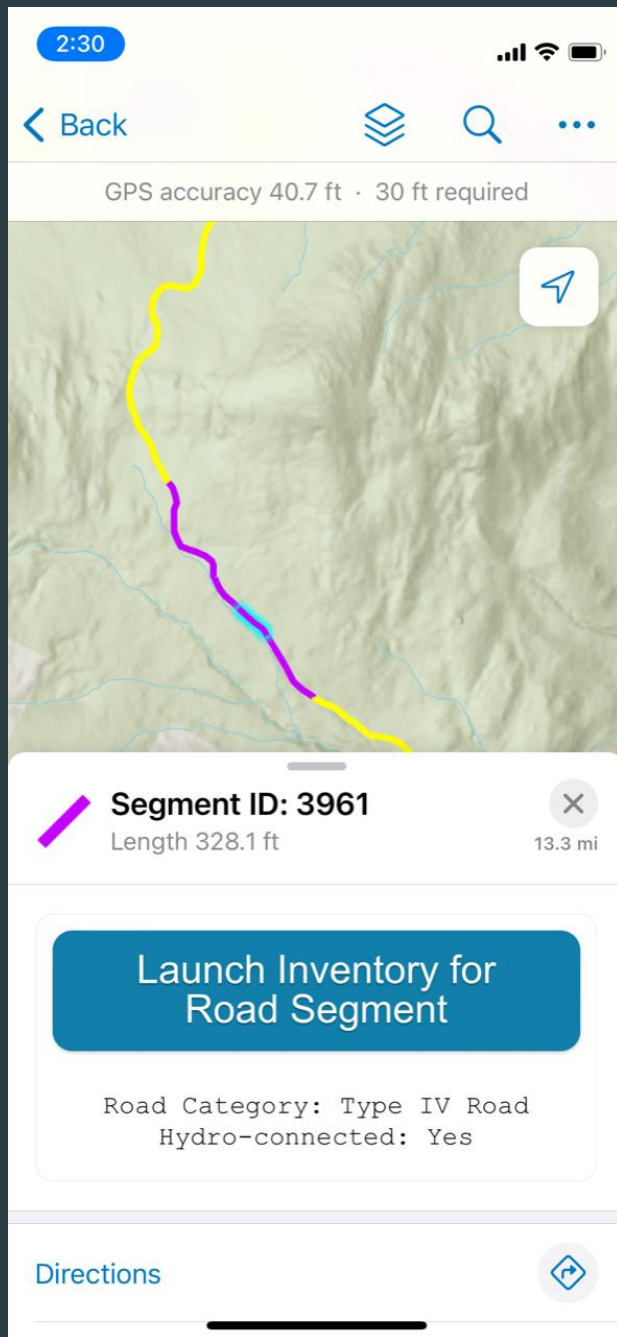 2:30
Back
GPS accuracy 40.7 ft · 30 ft required
Segment ID: 3961
Length 328.1 ft
13.3 mi
Launch Inventory for
Road Segment
Road Category: Type IV Road
Hydro-connected: Yes
Directions